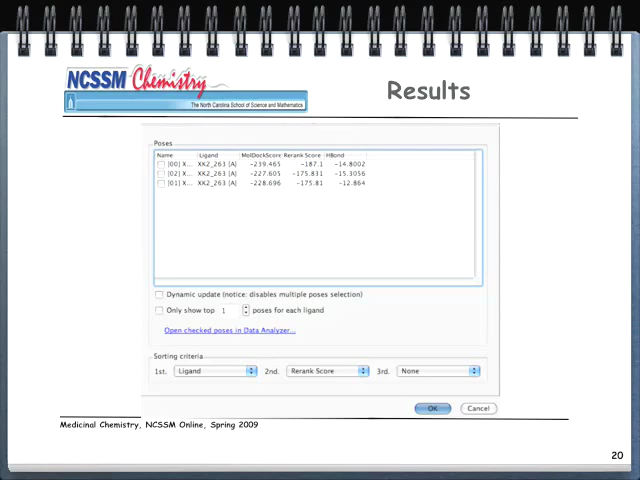 NCSSM Chemistry
The North Carolina School of Science and Mathematics
Results
Poses
Name Ligand MolDockScore Rerank Score HBond
[00] X... XK2_263 [A] -239.465 -187.1 -14.8002
[02] X... XK2_263 [A] -227.605 -175.831 -15.3056
[01] X... XK2_263 [A] -228.696 -175.81 -12.864
Dynamic update (notice: disables multiple poses selection)
Only show top 1 poses for each ligand
Open checked poses in Data Analyzer...
Sorting criteria
1st. Ligand 2nd. Rerank Score 3rd. None
OK Cancel
Medicinal Chemistry, NCSSM Online, Spring 2009
20